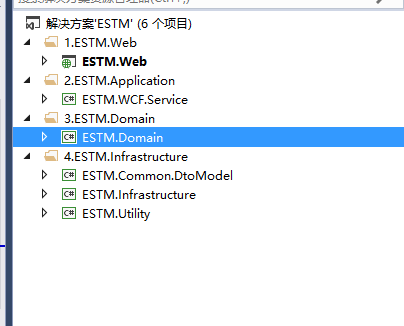 解决方案'ESTM' (6 个项目)
1.ESTM.Web
ESTM.Web
2.ESTM.Application
ESTM.WCF.Service
3.ESTM.Domain
ESTM.Domain
4.ESTM.Infrastructure
ESTM.Common.DtoModel
ESTM.Infrastructure
ESTM.Utility